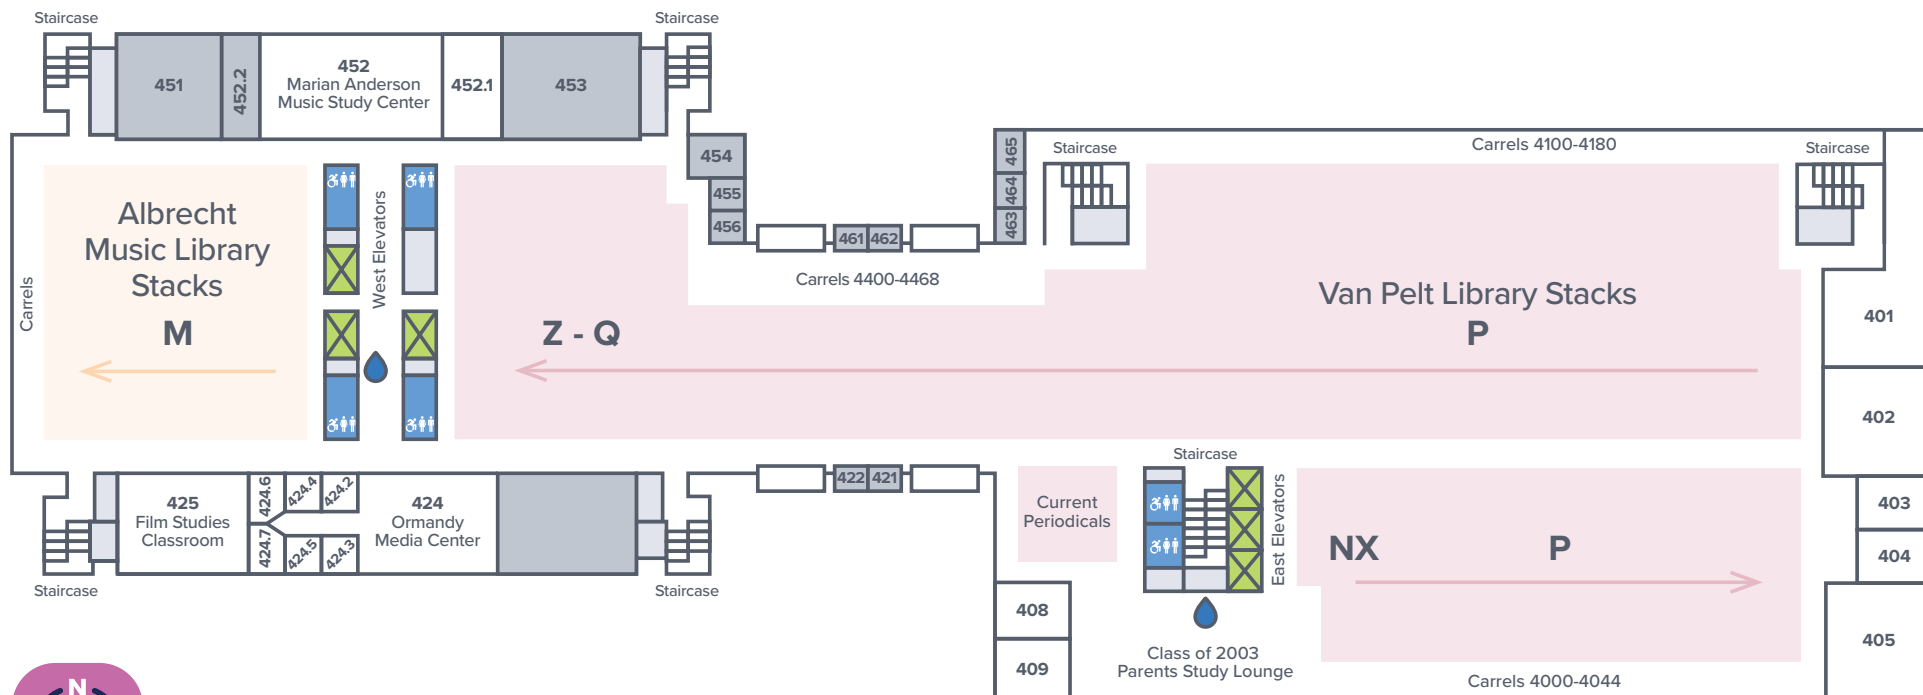 Staircase
Staircase
451
452.2
452
Marian Anderson
Music Study Center
452.1
453
454
455
456
461
462
465
464
463
Carrels 4100-4180
Staircase
Staircase
Carrels 4400-4468
Albrecht
Music Library
Stacks
M
Carrels
West Elevators
Z - Q
Van Pelt Library Stacks
P
401
402
403
404
405
425
Film Studies
Classroom
424.6
424.7
424.4
424.2
424.5
424.3
424
Ormandy
Media Center
Staircase
Staircase
422
421
Current
Periodicals
Staircase
East Elevators
NX
P
408
409
Class of 2003
Parents Study Lounge
Carrels 4000-4044
N